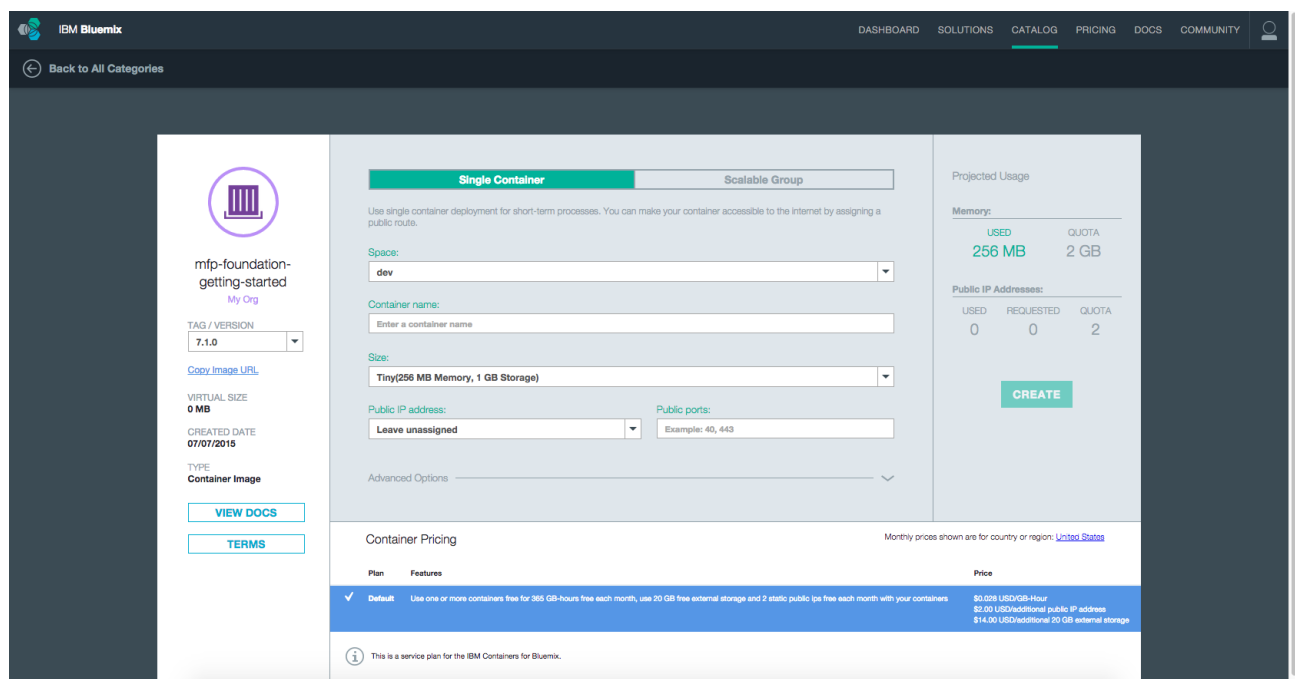 IBM Bluemix
DASHBOARD SOLUTIONS CATALOG PRICING DOCS COMMUNITY
Back to All Categories
mfp-foundation-
getting-started
My Org
TAG / VERSION
7.1.0
Copy Image URL
VIRTUAL SIZE
0 MB
CREATED DATE
07/07/2015
TYPE
Container Image
VIEW DOCS
TERMS
Single Container
Scalable Group
Use single container deployment for short-term processes. You can make your container accessible to the internet by assigning a
public route.
Space:
dev
Container name:
Enter a container name
Size:
Tiny(256 MB Memory, 1 GB Storage)
Public IP address:
Leave unassigned
Public ports:
Example: 40, 443
Advanced Options
Projected Usage
Memory:
USED QUOTA
256 MB 2 GB
Public IP Addresses:
USED REQUESTED QUOTA
0 0 2
CREATE
Container Pricing
Monthly prices shown are for country or region: United States
Plan Features Price
Default Use one or more containers free for 365 GB-hours free each month, use 20 GB free external storage and 2 static public ips free each month with your containers
$0.028 USD/GB-Hour
$2.00 USD/additional public IP address
$14.00 USD/additional 20 GB external storage
This is a service plan for the IBM Containers for Bluemix.